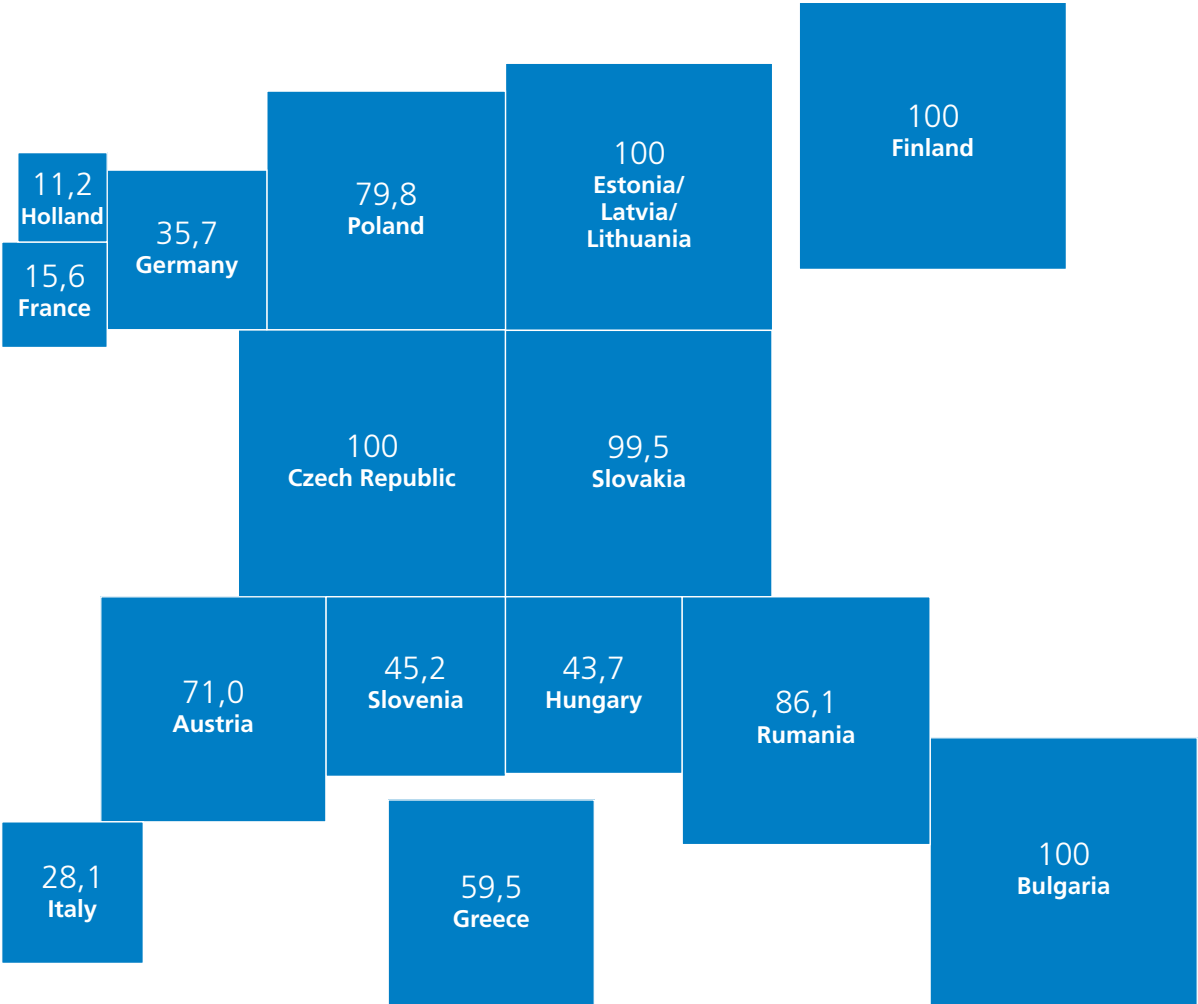 100
Finland
100
Estonia/
Latvia/
Lithuania
79,8
Poland
11,2
Holland
35,7
Germany
15,6
France
100
Czech Republic
99,5
Slovakia
71,0
Austria
45,2
Slovenia
43,7
Hungary
86,1
Rumania
28,1
Italy
59,5
Greece
100
Bulgaria